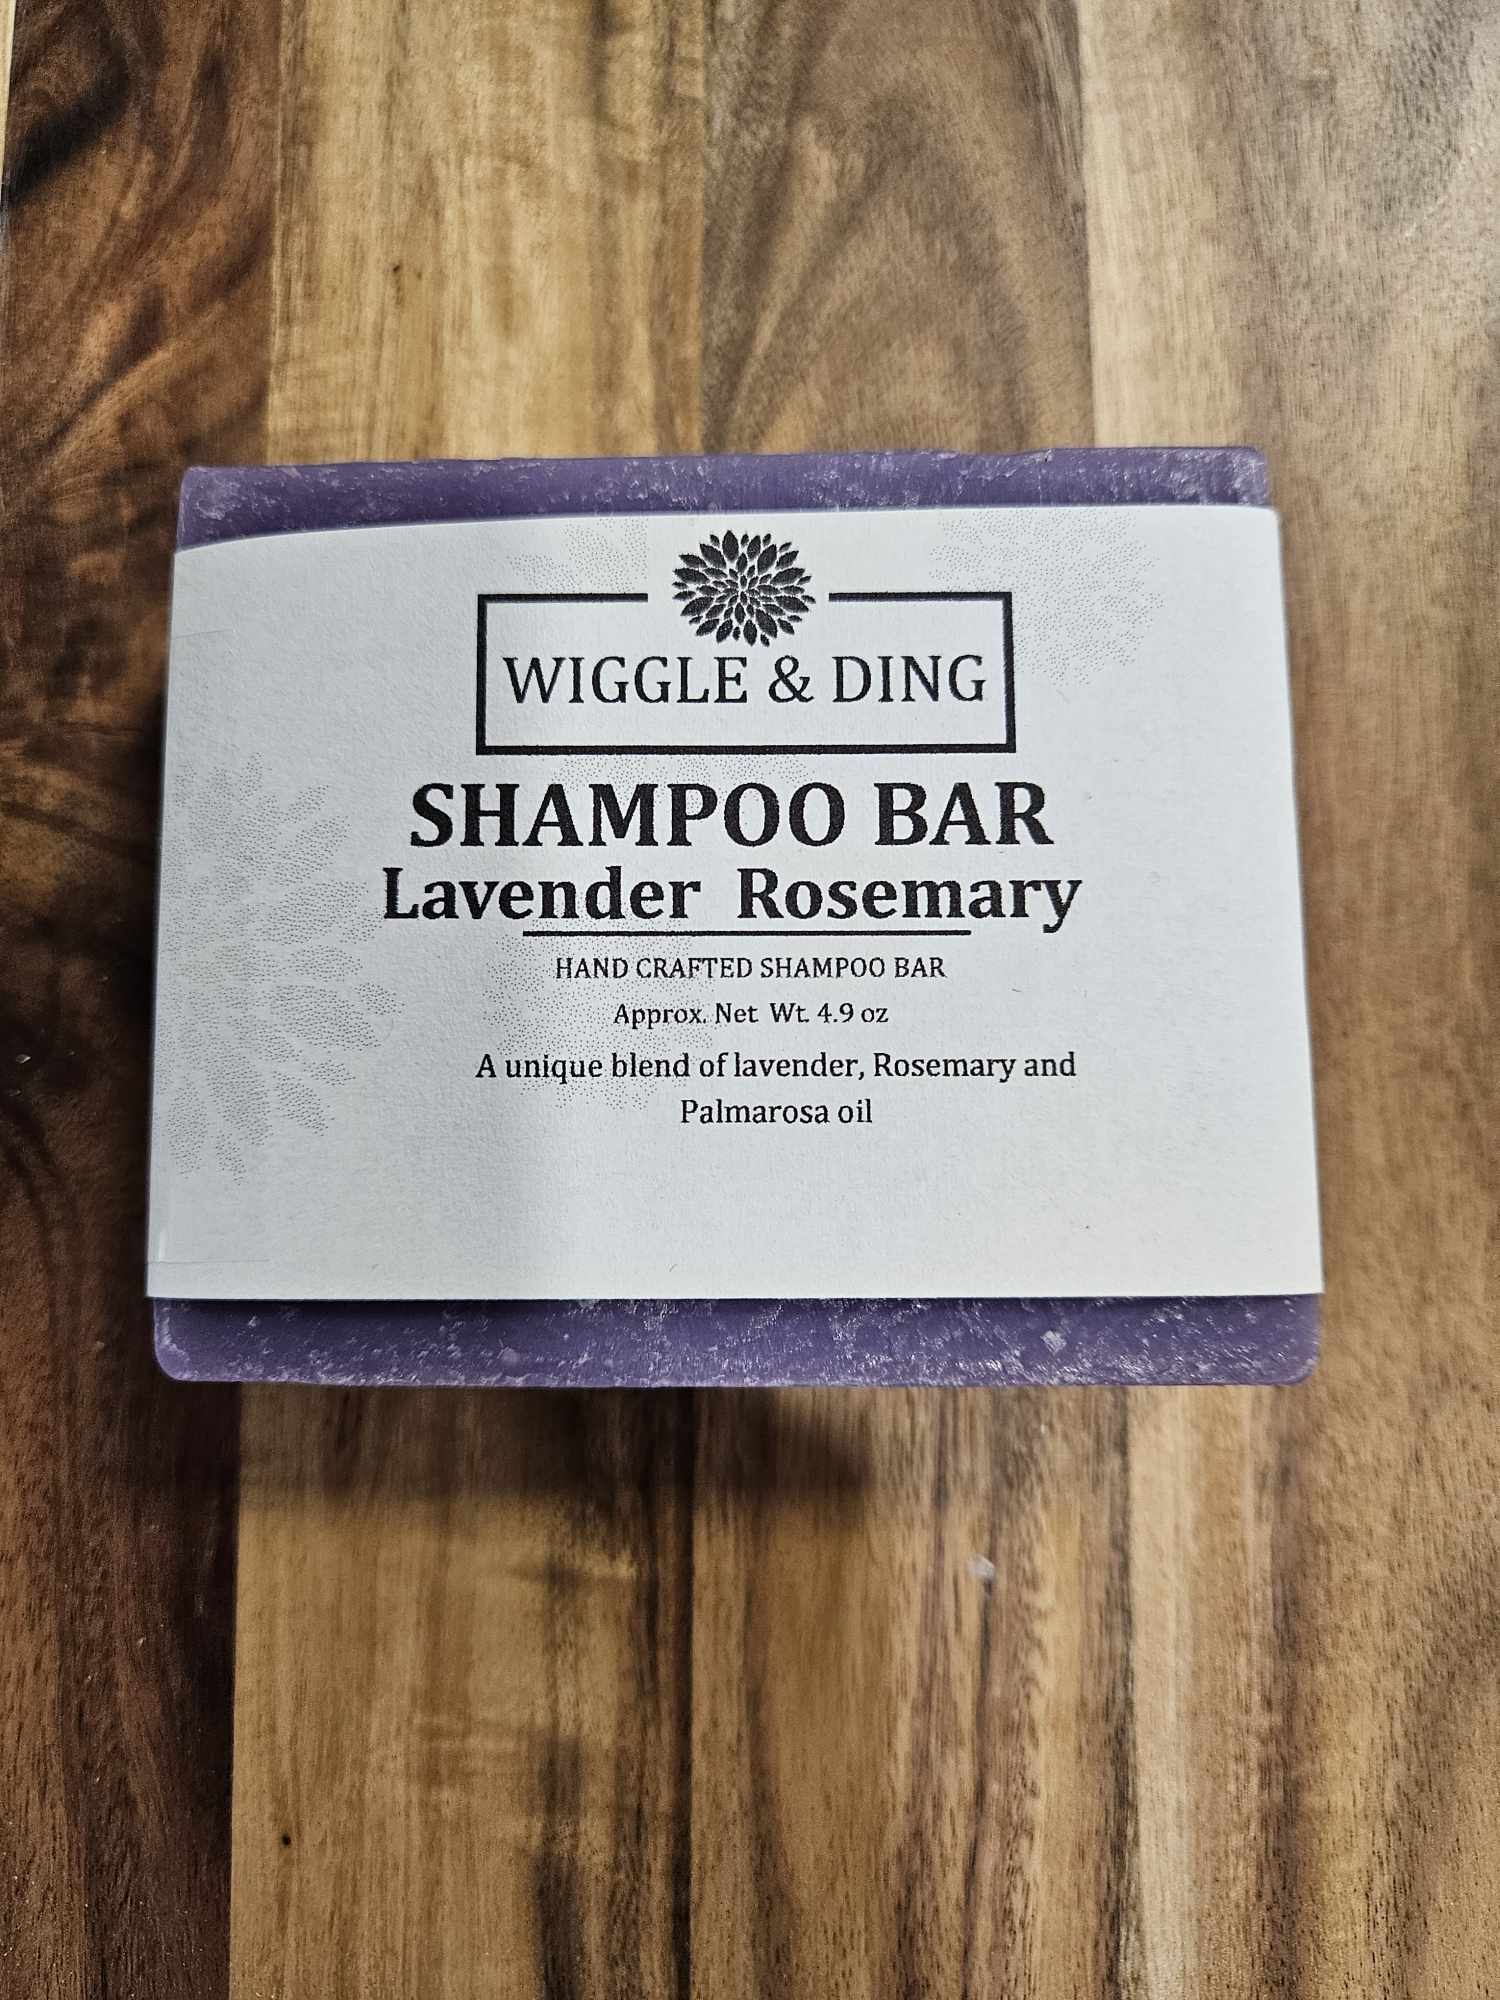 WIGGLE & DING
SHAMPOO BAR
Lavender Rosemary
HAND CRAFTED SHAMPOO BAR
Approx. Net Wt. 4.9 oz
A unique blend of lavender, Rosemary and
Palmarosa oil